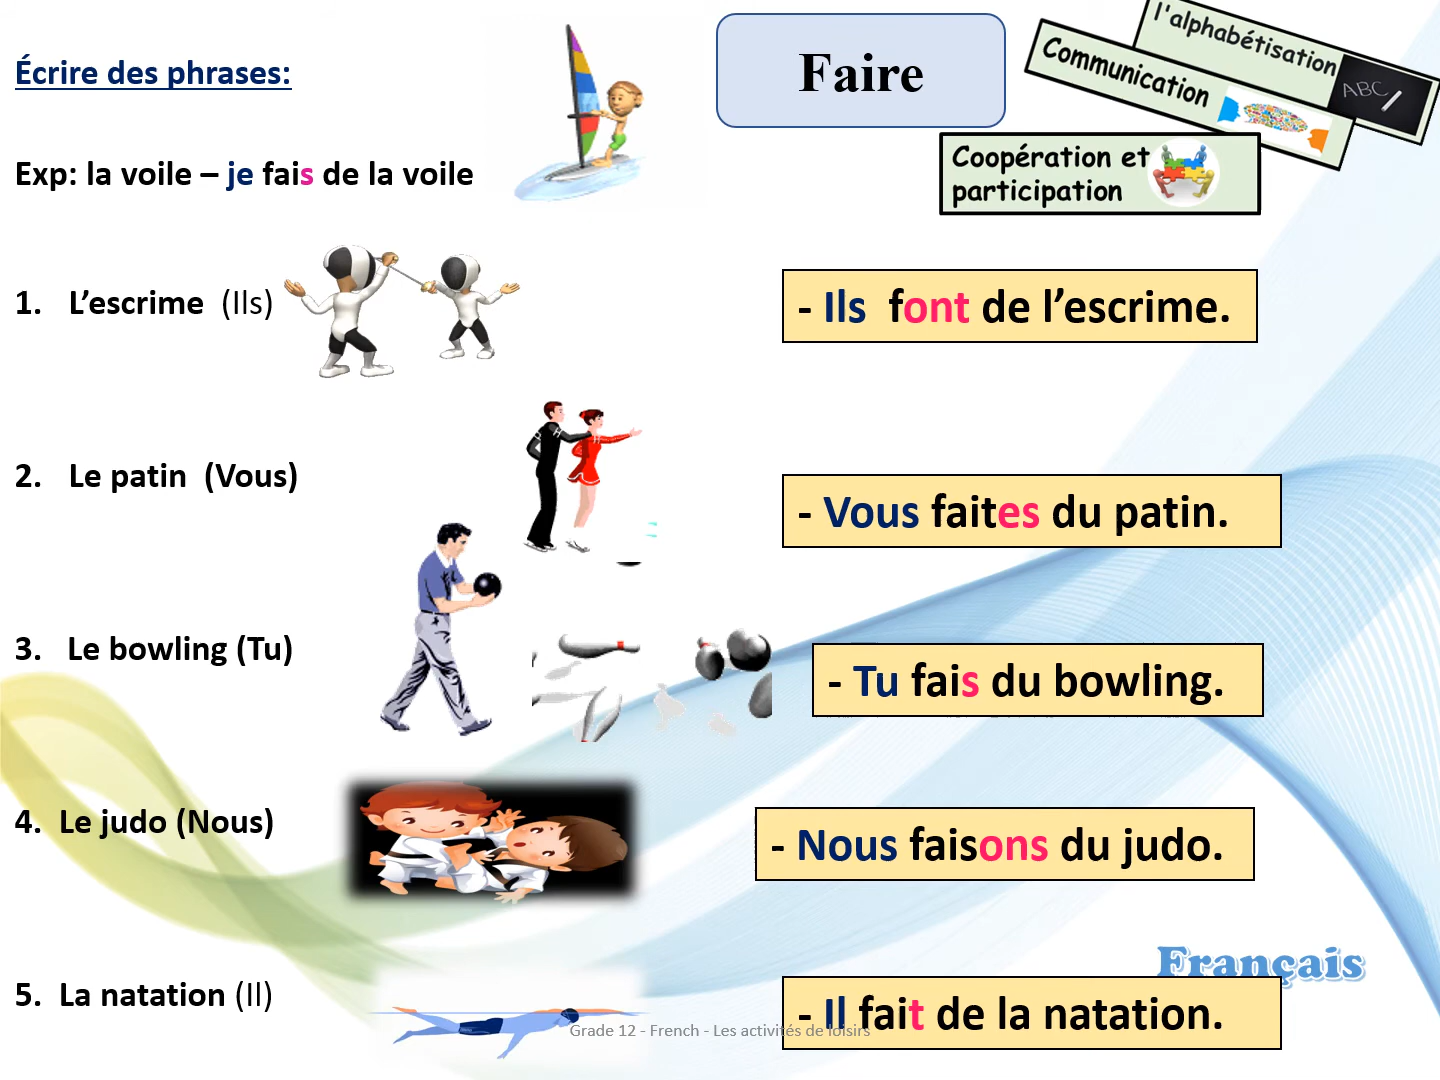 Écrire des phrases:
Faire
l'alphabétisation
ABC
Communication
Coopération et
participation
Exp: la voile – je fais de la voile
1. L’escrime (Ils)
- Ils font de l’escrime.
2. Le patin (Vous)
- Vous faites du patin.
3. Le bowling (Tu)
- Tu fais du bowling.
4. Le judo (Nous)
- Nous faisons du judo.
Français
5. La natation (Il)
- Il fait de la natation.
Grade 12 - French - Les activités de loisirs